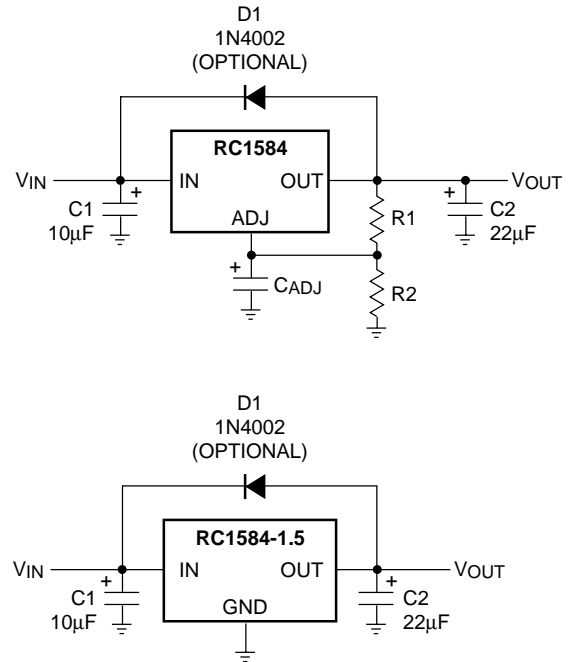 D1
1N4002
(OPTIONAL)
RC1584
VIN
IN
OUT
VOUT
+
C1
10µF
ADJ
R1
+
C2
22µF
+
CADJ
R2
D1
1N4002
(OPTIONAL)
RC1584-1.5
VIN
IN
OUT
VOUT
+
C1
10µF
GND
+
C2
22µF